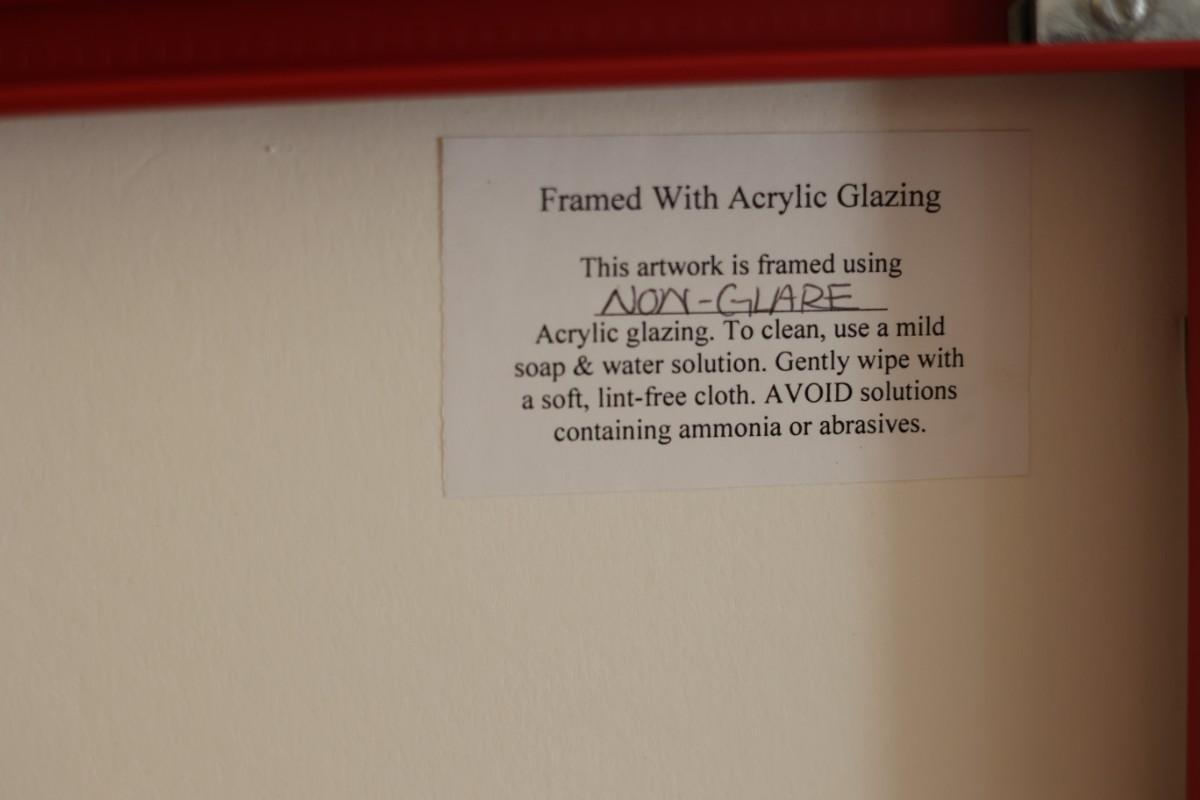 Framed With Acrylic Glazing
This artwork is framed using
NON-GLARE
Acrylic glazing. To clean, use a mild
soap & water solution. Gently wipe with
a soft, lint-free cloth. AVOID solutions
containing ammonia or abrasives.